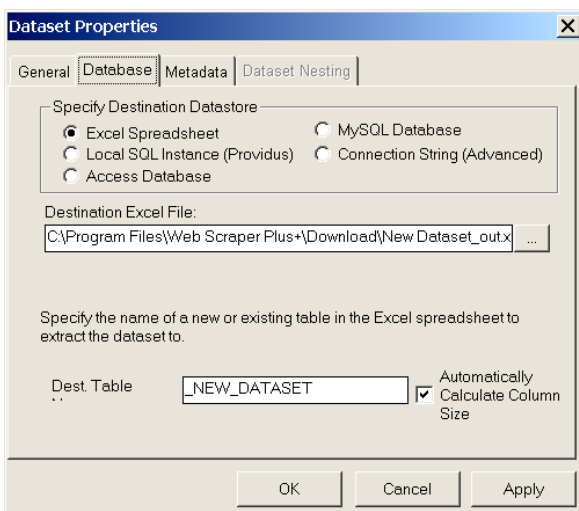 Dataset Properties
General Database Metadata Dataset Nesting
Specify Destination Datastore
Excel Spreadsheet
MySQL Database
Local SQL Instance (Providus)
Connection String (Advanced)
Access Database
Destination Excel File:
C:\Program Files\Web Scraper Plus+\Download\New Dataset_out.x
...
Specify the name of a new or existing table in the Excel spreadsheet to
extract the dataset to.
Dest. Table
_NEW_DATASET
Automatically
Calculate Column
Size
OK Cancel Apply